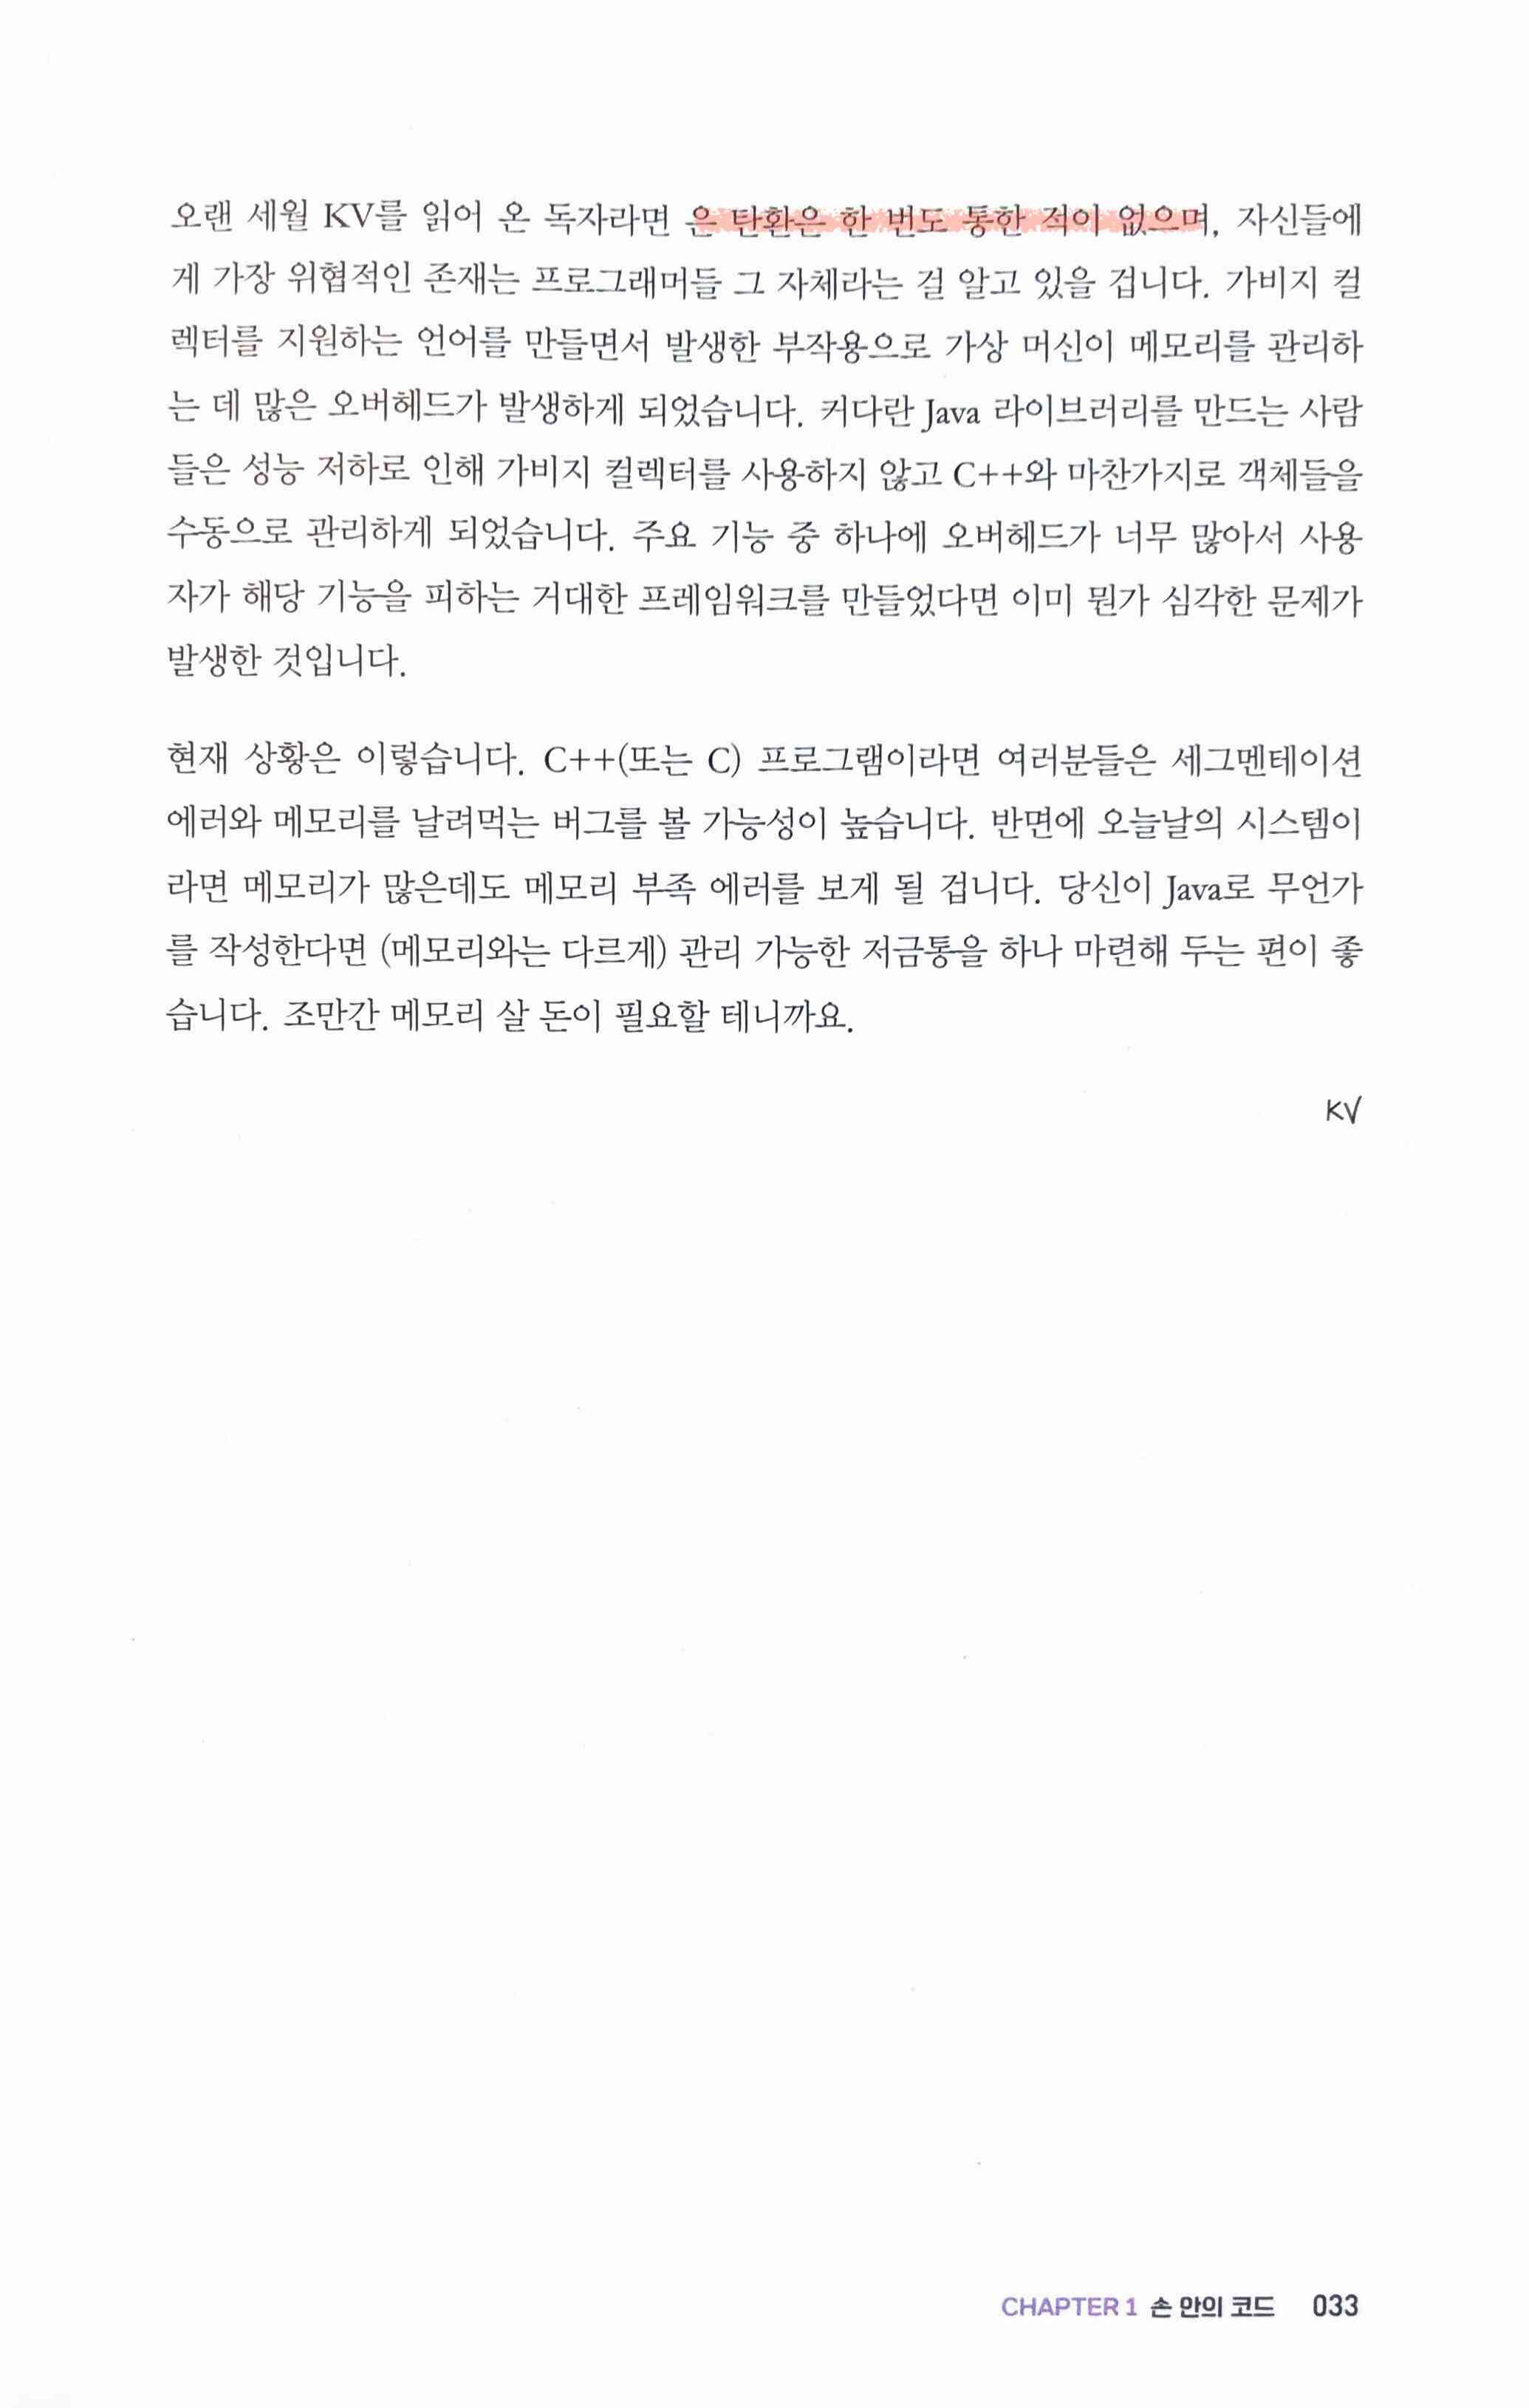 오랜 세월 KV를 읽어 온 독자라면 은 탄환은 한 번도 통한 적이 없으며, 자신들에
게 가장 위협적인 존재는 프로그래머들 그 자체라는 걸 알고 있을 겁니다. 가비지 컬
렉터를 지원하는 언어를 만들면서 발생한 부작용으로 가상 머신이 메모리를 관리하
는 데 많은 오버헤드가 발생하게 되었습니다. 커다란 Java 라이브러리를 만드는 사람
들은 성능 저하로 인해 가비지 컬렉터를 사용하지 않고 C++와 마찬가지로 객체들을
수동으로 관리하게 되었습니다. 주요 기능 중 하나에 오버헤드가 너무 많아서 사용
자가 해당 기능을 피하는 거대한 프레임워크를 만들었다면 이미 뭔가 심각한 문제가
발생한 것입니다.
현재 상황은 이렇습니다. C++(또는 C) 프로그램이라면 여러분들은 세그멘테이션
에러와 메모리를 날려먹는 버그를 볼 가능성이 높습니다. 반면에 오늘날의 시스템이
라면 메모리가 많은데도 메모리 부족 에러를 보게 될 겁니다. 당신이 Java로 무언가
를 작성한다면 (메모리와는 다르게) 관리 가능한 저금통을 하나 마련해 두는 편이 좋
습니다. 조만간 메모리 살 돈이 필요할 테니까요.
KV
CHAPTER 1 손 안의 코드 033